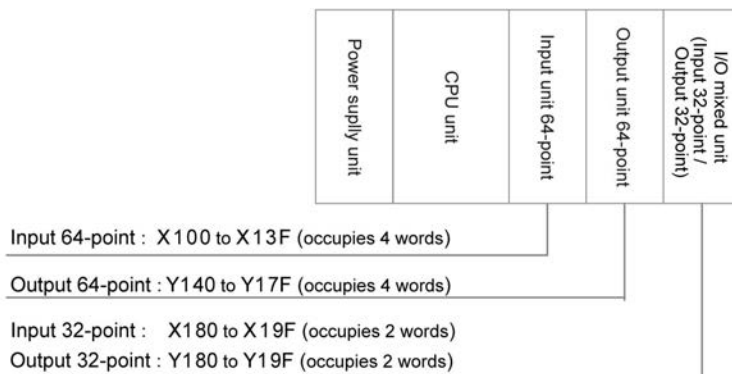 Power suplly unit
CPU unit
Input unit 64-point
Output unit 64-point
I/O mixed unit
(Input 32-point /
Output 32-point)
Input 64-point : X100 to X13F (occupies 4 words)
Output 64-point : Y140 to Y17F (occupies 4 words)
Input 32-point : X180 to X19F (occupies 2 words)
Output 32-point : Y180 to Y19F (occupies 2 words)